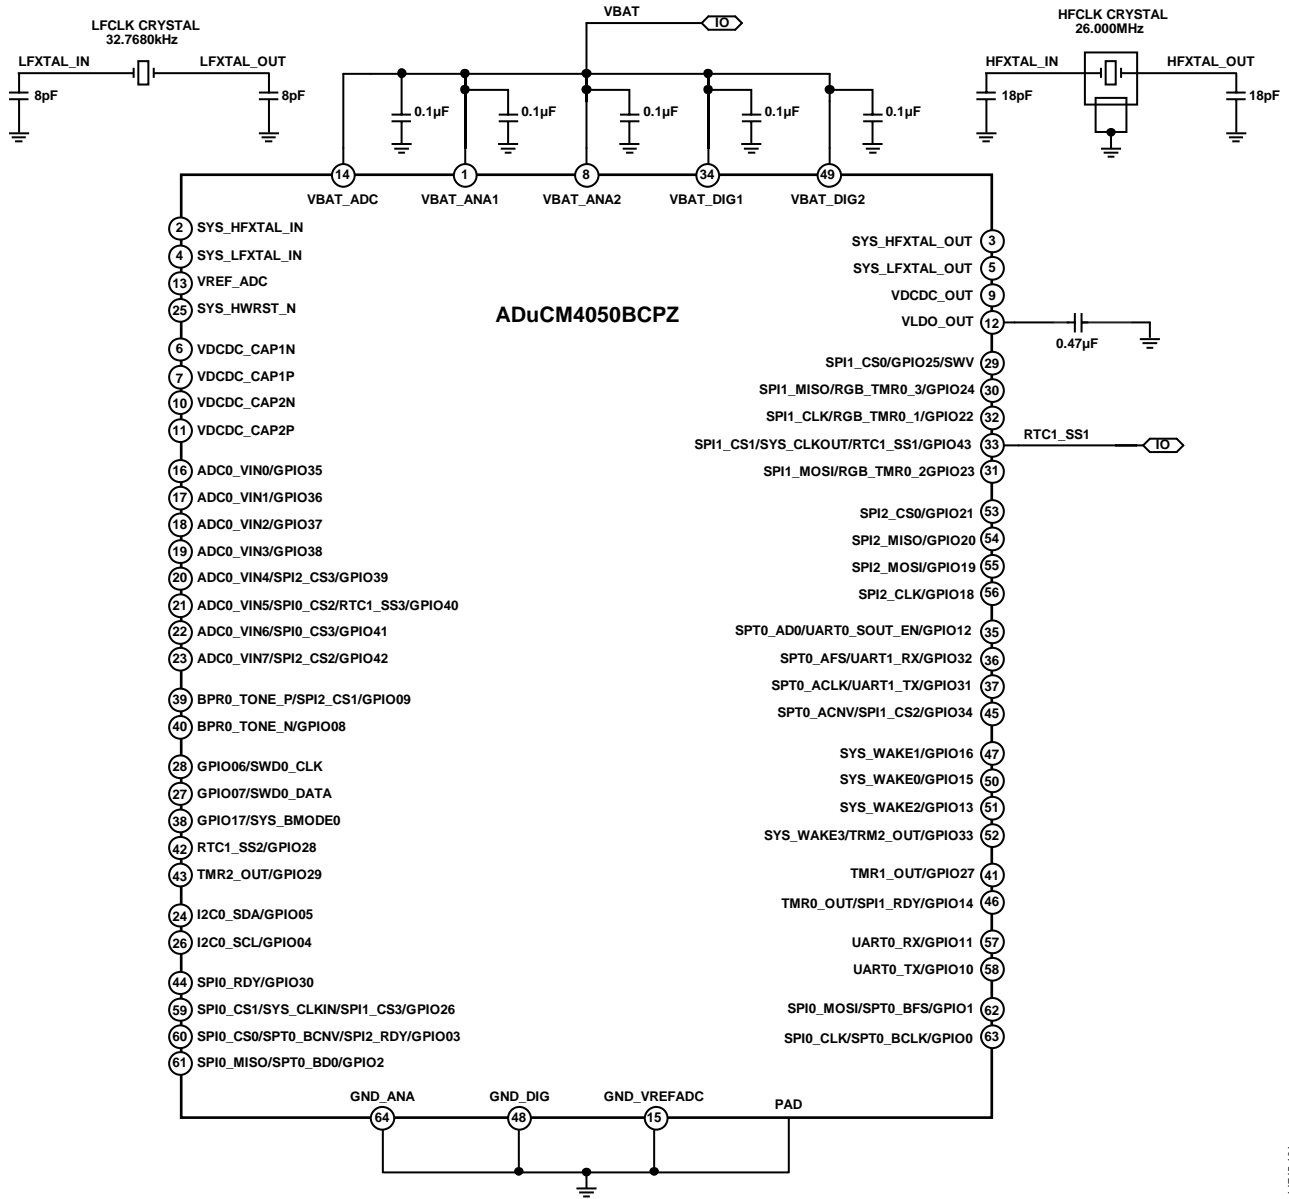 VBAT
IO
LFCLK CRYSTAL
32.7680kHz
LFXTAL_IN
LFXTAL_OUT
8pF
8pF
HFCLK CRYSTAL
26.000MHz
HFXTAL_IN
HFXTAL_OUT
18pF
18pF
0.1µF
0.1µF
0.1µF
0.1µF
0.1µF
14
1
8
34
49
VBAT_ADC
VBAT_ANA1
VBAT_ANA2
VBAT_DIG1
VBAT_DIG2
ADuCM4050BCPZ
2 SYS_HFXTAL_IN
4 SYS_LFXTAL_IN
13 VREF_ADC
25 SYS_HWRST_N
6 VDCDC_CAP1N
7 VDCDC_CAP1P
10 VDCDC_CAP2N
11 VDCDC_CAP2P
16 ADC0_VIN0/GPIO35
17 ADC0_VIN1/GPIO36
18 ADC0_VIN2/GPIO37
19 ADC0_VIN3/GPIO38
20 ADC0_VIN4/SPI2_CS3/GPIO39
21 ADC0_VIN5/SPI0_CS2/RTC1_SS3/GPIO40
22 ADC0_VIN6/SPI0_CS3/GPIO41
23 ADC0_VIN7/SPI2_CS2/GPIO42
39 BPR0_TONE_P/SPI2_CS1/GPIO09
40 BPR0_TONE_N/GPIO08
28 GPIO06/SWD0_CLK
27 GPIO07/SWD0_DATA
38 GPIO17/SYS_BMODE0
42 RTC1_SS2/GPIO28
43 TMR2_OUT/GPIO29
24 I2C0_SDA/GPIO05
26 I2C0_SCL/GPIO04
44 SPI0_RDY/GPIO30
59 SPI0_CS1/SYS_CLKIN/SPI1_CS3/GPIO26
60 SPI0_CS0/SPT0_BCNV/SPI2_RDY/GPIO03
61 SPI0_MISO/SPT0_BD0/GPIO2
SYS_HFXTAL_OUT 3
SYS_LFXTAL_OUT 5
VDCDC_OUT 9
VLDO_OUT 12
0.47µF
SPI1_CS0/GPIO25/SWV 29
SPI1_MISO/RGB_TMR0_3/GPIO24 30
SPI1_CLK/RGB_TMR0_1/GPIO22 32
SPI1_CS1/SYS_CLKOUT/RTC1_SS1/GPIO43 33
RTC1_SS1
IO
SPI1_MOSI/RGB_TMR0_2GPIO23 31
SPI2_CS0/GPIO21 53
SPI2_MISO/GPIO20 54
SPI2_MOSI/GPIO19 55
SPI2_CLK/GPIO18 56
SPT0_AD0/UART0_SOUT_EN/GPIO12 35
SPT0_AFS/UART1_RX/GPIO32 36
SPT0_ACLK/UART1_TX/GPIO31 37
SPT0_ACNV/SPI1_CS2/GPIO34 45
SYS_WAKE1/GPIO16 47
SYS_WAKE0/GPIO15 50
SYS_WAKE2/GPIO13 51
SYS_WAKE3/TRM2_OUT/GPIO33 52
TMR1_OUT/GPIO27 41
TMR0_OUT/SPI1_RDY/GPIO14 46
UART0_RX/GPIO11 57
UART0_TX/GPIO10 58
SPI0_MOSI/SPT0_BFS/GPIO1 62
SPI0_CLK/SPT0_BCLK/GPIO0 63
GND_ANA
GND_DIG
GND_VREFADC
PAD
64
48
15